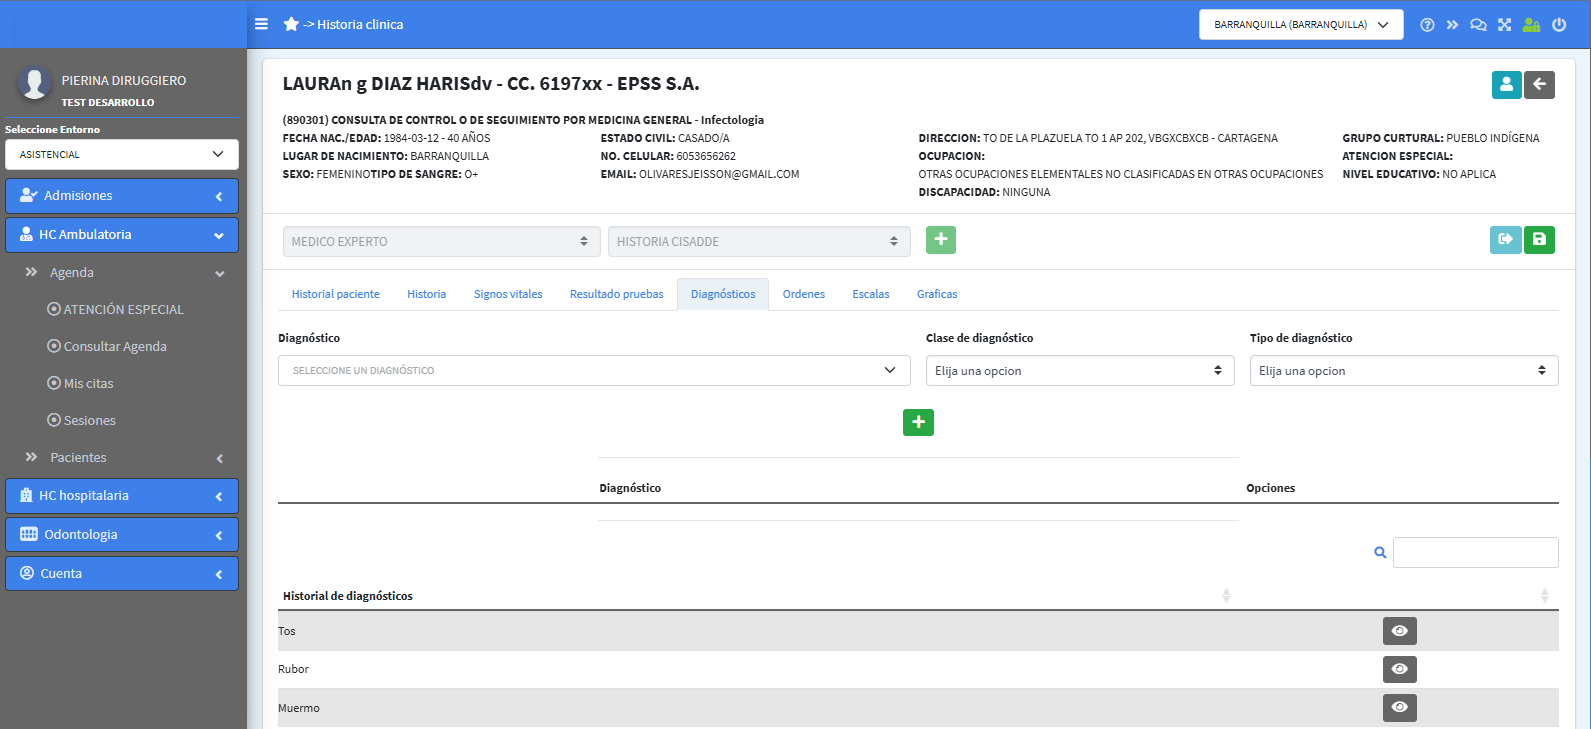 -> Historia clinica
BARRANQUILLA (BARRANQUILLA)
PIERINA DIRUGGIERO
TEST DESARROLLO
Seleccione Entorno
ASISTENCIAL
Admisiones
HC Ambulatoria
Agenda
ATENCIÓN ESPECIAL
Consultar Agenda
Mis citas
Sesiones
Pacientes
HC hospitalaria
Odontologia
Cuenta
LAURAn g DIAZ HARISdv - CC. 6197xx - EPSS S.A.
(890301) CONSULTA DE CONTROL O DE SEGUIMIENTO POR MEDICINA GENERAL - Infectologia
FECHA NAC./EDAD: 1984-03-12 - 40 AÑOS
LUGAR DE NACIMIENTO: BARRANQUILLA
SEXO: FEMENINOTIPO DE SANGRE: O+
ESTADO CIVIL: CASADO/A
NO. CELULAR: 6053656262
EMAIL: OLIVARESJEISSON@GMAIL.COM
DIRECCION: TO DE LA PLAZUELA TO 1 AP 202, VBGXCBXCB - CARTAGENA
OCUPACION:
OTRAS OCUPACIONES ELEMENTALES NO CLASIFICADAS EN OTRAS OCUPACIONES
DISCAPACIDAD: NINGUNA
GRUPO CURTURAL: PUEBLO INDÍGENA
ATENCION ESPECIAL:
NIVEL EDUCATIVO: NO APLICA
MEDICO EXPERTO
HISTORIA CISADDE
Historial paciente
Historia
Signos vitales
Resultado pruebas
Diagnósticos
Ordenes
Escalas
Graficas
Diagnóstico
SELECCIONE UN DIAGNÓSTICO
Clase de diagnóstico
Elija una opcion
Tipo de diagnóstico
Elija una opcion
Diagnóstico
Opciones
Historial de diagnósticos
Tos
Rubor
Muermo